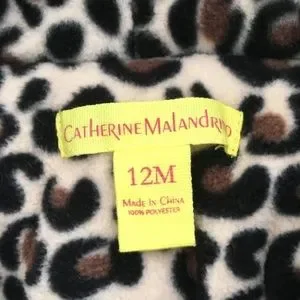 CATHERINE MALANDRINO
12M
MADE IN CHINA
100% POLYESTER